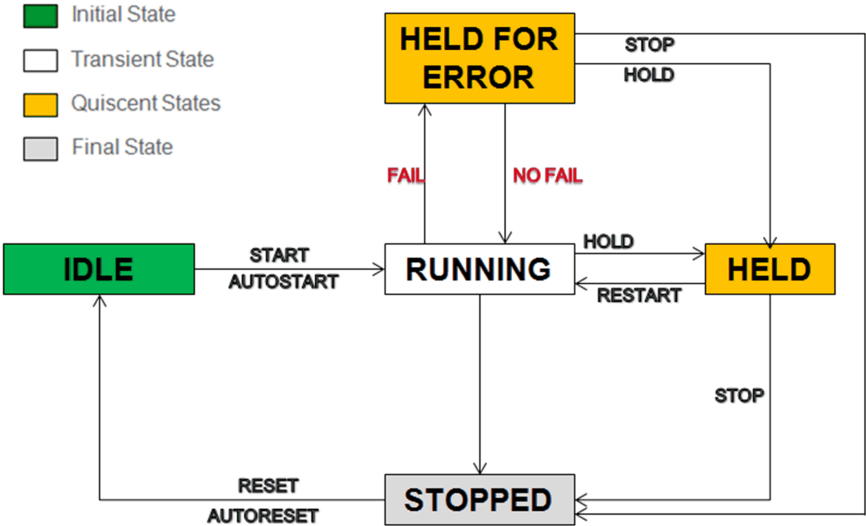 Initial State
Transient State
Quiscent States
Final State
HELD FOR
ERROR
STOP
HOLD
FAIL
NO FAIL
IDLE
START
AUTOSTART
RUNNING
HOLD
RESTART
HELD
STOP
RESET
AUTORESET
STOPPED